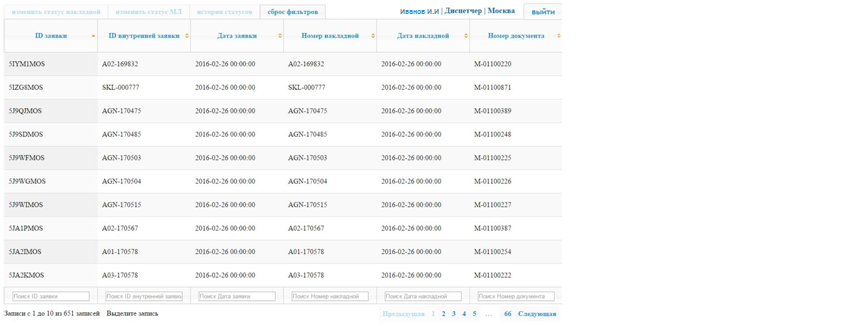 изменить статус накладной изменить статус М.Л история статусов сброс фильтров Иванов И.И | Диспетчер | Москва выйти
ID заявки ID внутренней заявки Дата заявки Номер накладной Дата накладной Номер документа
5IYM1MOS A02-169832 2016-02-26 00:00:00 A02-169832 2016-02-26 00:00:00 М-01100220
5IZG8MOS SKL-000777 2016-02-26 00:00:00 SKL-000777 2016-02-26 00:00:00 М-01100871
5J9QJMOS AGN-170475 2016-02-26 00:00:00 AGN-170475 2016-02-26 00:00:00 М-01100389
5J9SDMOS AGN-170485 2016-02-26 00:00:00 AGN-170485 2016-02-26 00:00:00 М-01100248
5J9WFMOS AGN-170503 2016-02-26 00:00:00 AGN-170503 2016-02-26 00:00:00 М-01100225
5J9WGMOS AGN-170504 2016-02-26 00:00:00 AGN-170504 2016-02-26 00:00:00 М-01100226
5J9WIMOS AGN-170515 2016-02-26 00:00:00 AGN-170515 2016-02-26 00:00:00 М-01100227
5JA1PMOS A02-170567 2016-02-26 00:00:00 A02-170567 2016-02-26 00:00:00 М-01100387
5JA2IMOS A01-170578 2016-02-26 00:00:00 A01-170578 2016-02-26 00:00:00 М-01100254
5JA2KMOS A03-170578 2016-02-26 00:00:00 A03-170578 2016-02-26 00:00:00 М-01100222
Поиск ID заявки Поиск ID внутренней заявки Поиск Дата заявки Поиск Номер накладной Поиск Дата накладной Поиск Номер документа
Записи с 1 до 10 из 651 записей Выделите запись Предыдущая 1 2 3 4 5 … 66 Следующая